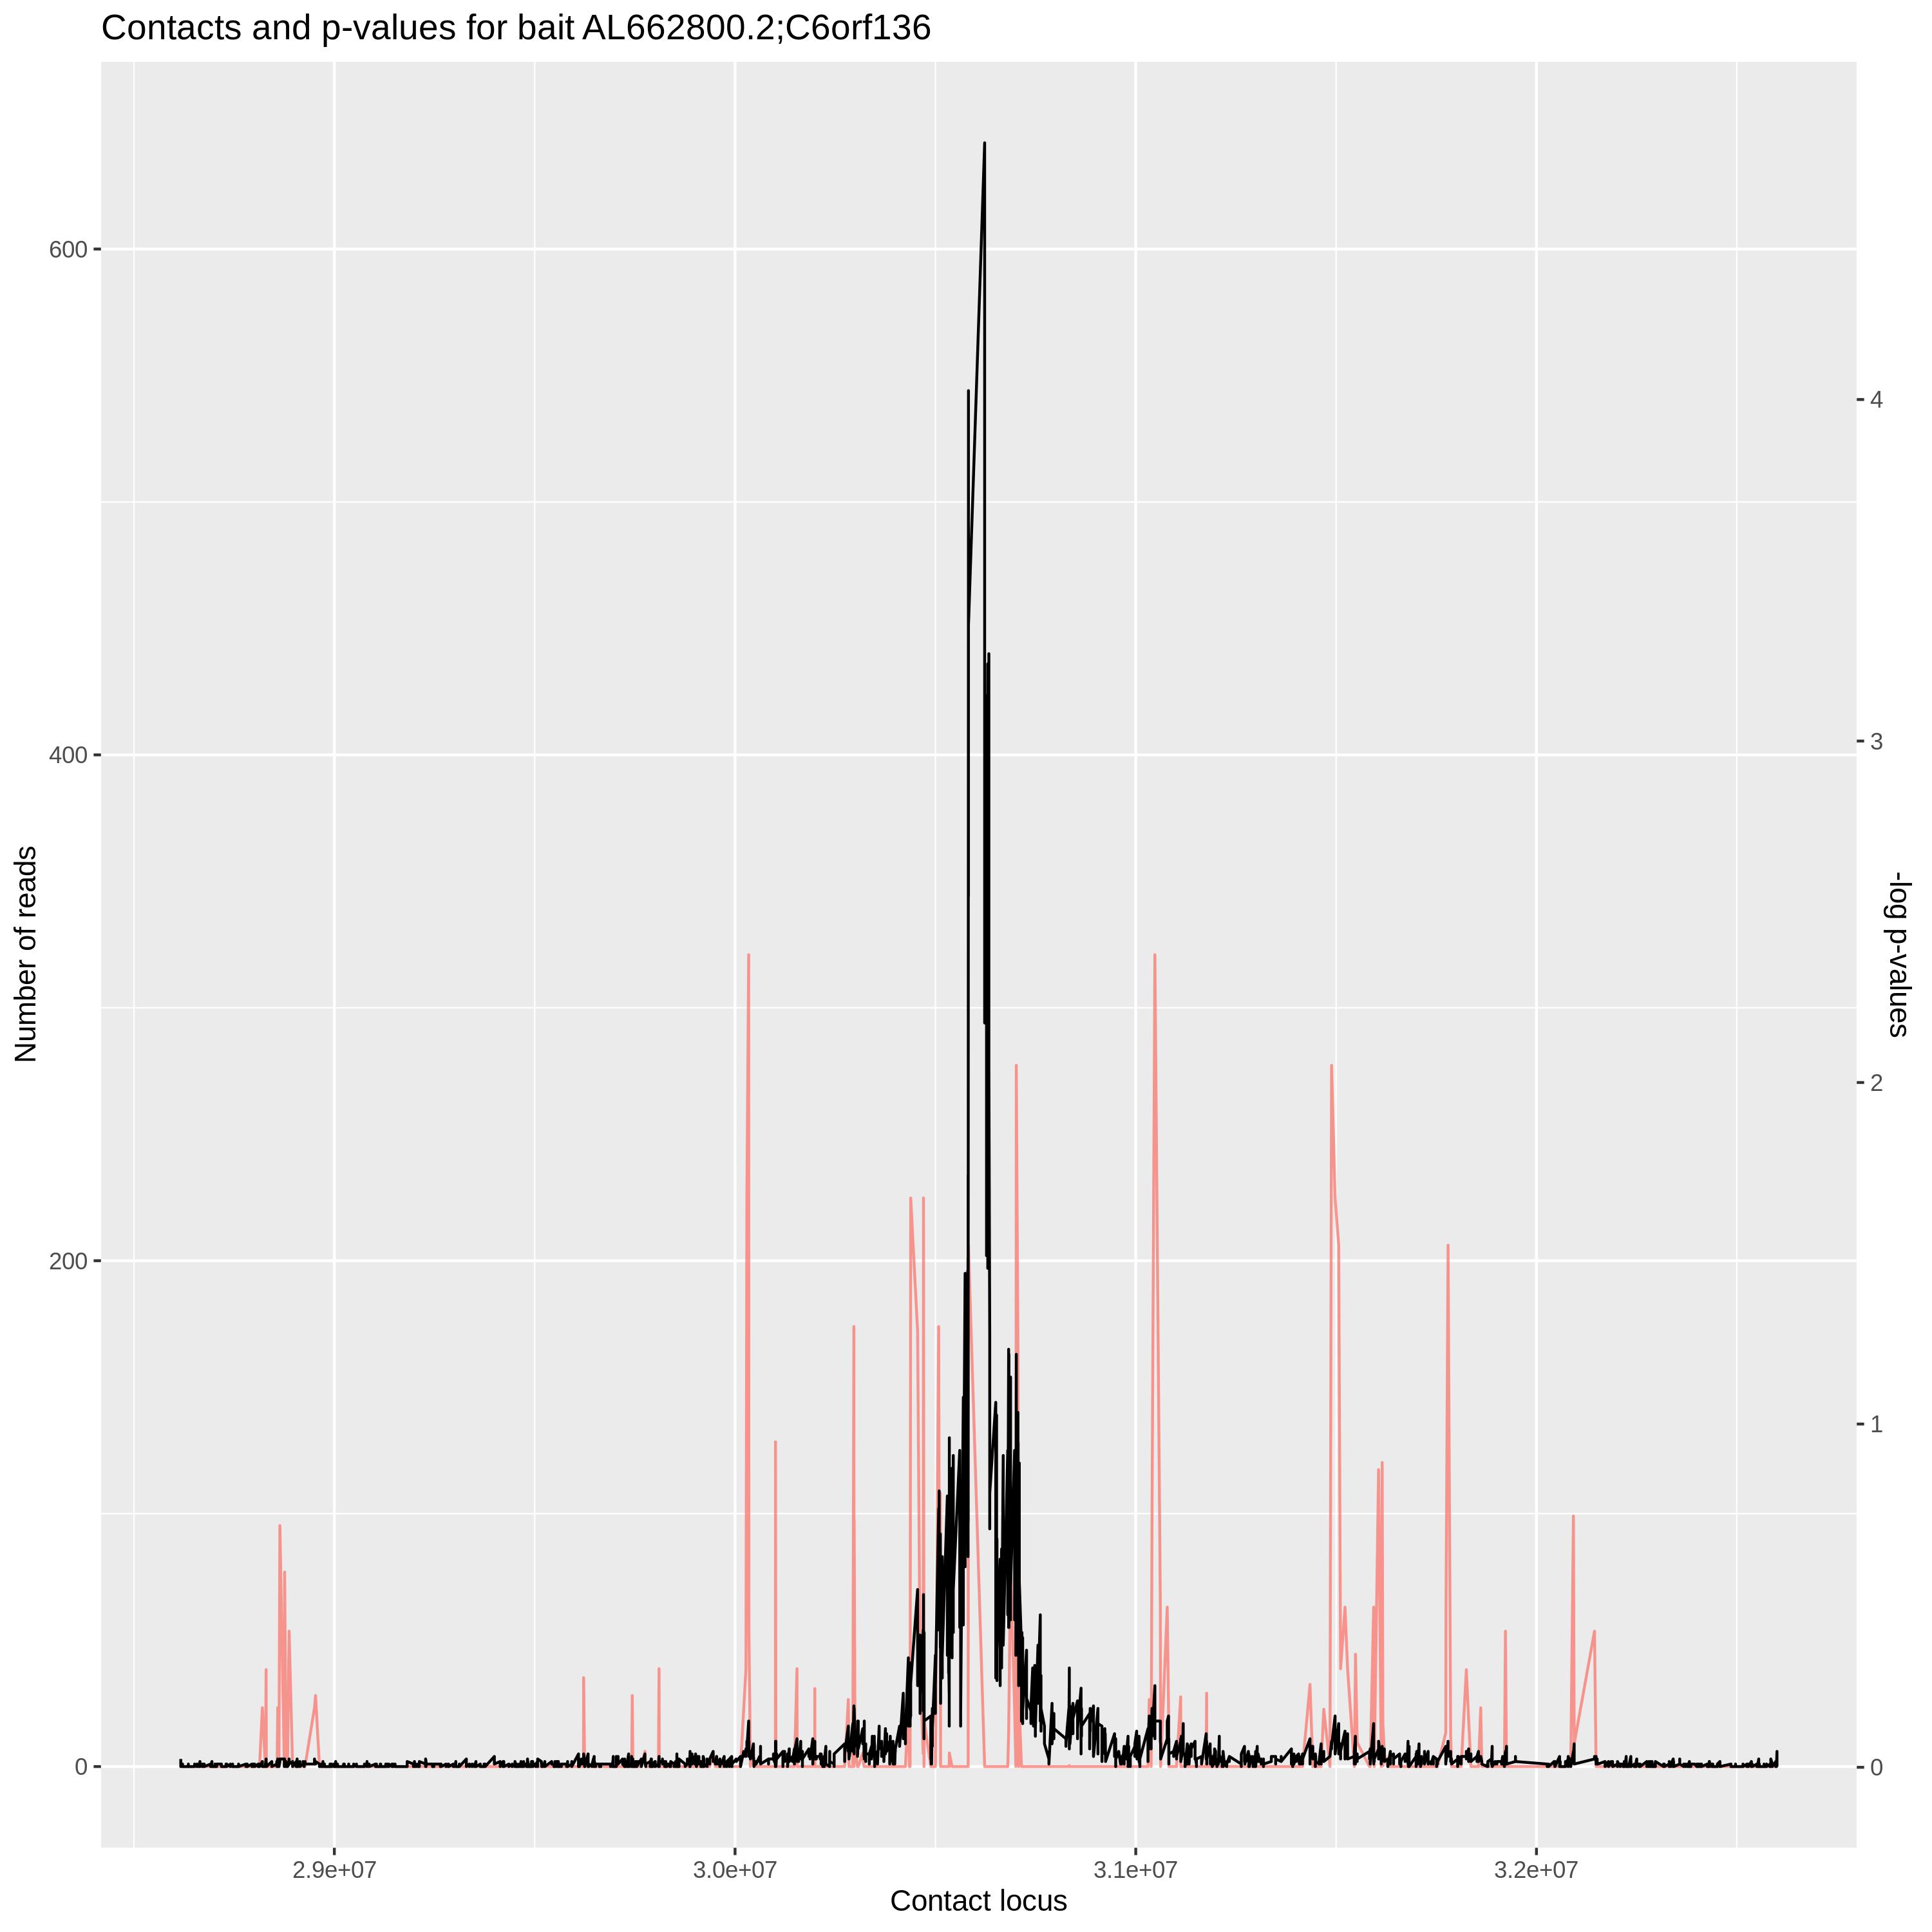 Contacts and p-values for bait AL662800.2;C6orf136
Number of reads
600
400
200
0
4
3
2
1
0
-log p-values
2.9e+07 3.0e+07 3.1e+07 3.2e+07
Contact locus